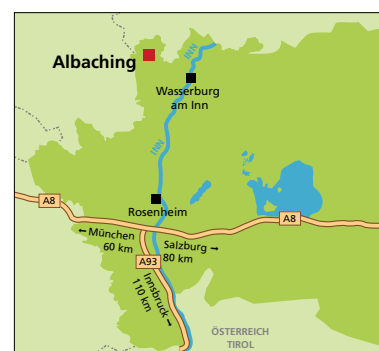 INN
Albaching
Wasserburg
am Inn
INN
A8
Rosenheim
A8
← München
60 km
Salzburg →
80 km
A93
Innsbruck →
110 km
ÖSTERREICH
TIROL